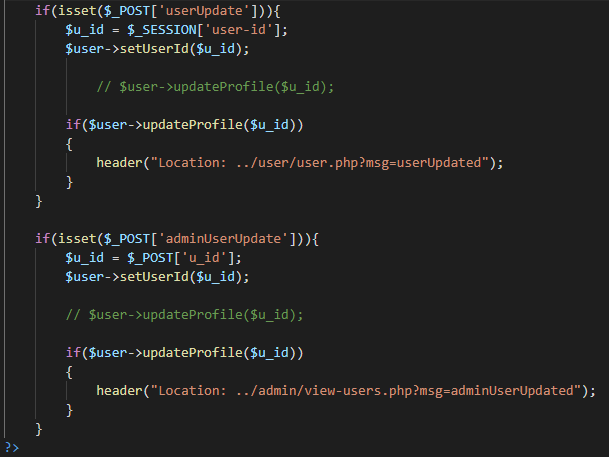 if(isset($_POST['userUpdate'])){
$u_id = $_SESSION['user-id'];
$user->setUserId($u_id);
// $user->updateProfile($u_id);
if($user->updateProfile($u_id))
{
header("Location: ../user/user.php?msg=userUpdated");
}
}
if(isset($_POST['adminUserUpdate'])){
$u_id = $_POST['u_id'];
$user->setUserId($u_id);
// $user->updateProfile($u_id);
if($user->updateProfile($u_id))
{
header("Location: ../admin/view-users.php?msg=adminUserUpdated");
}
}
?>